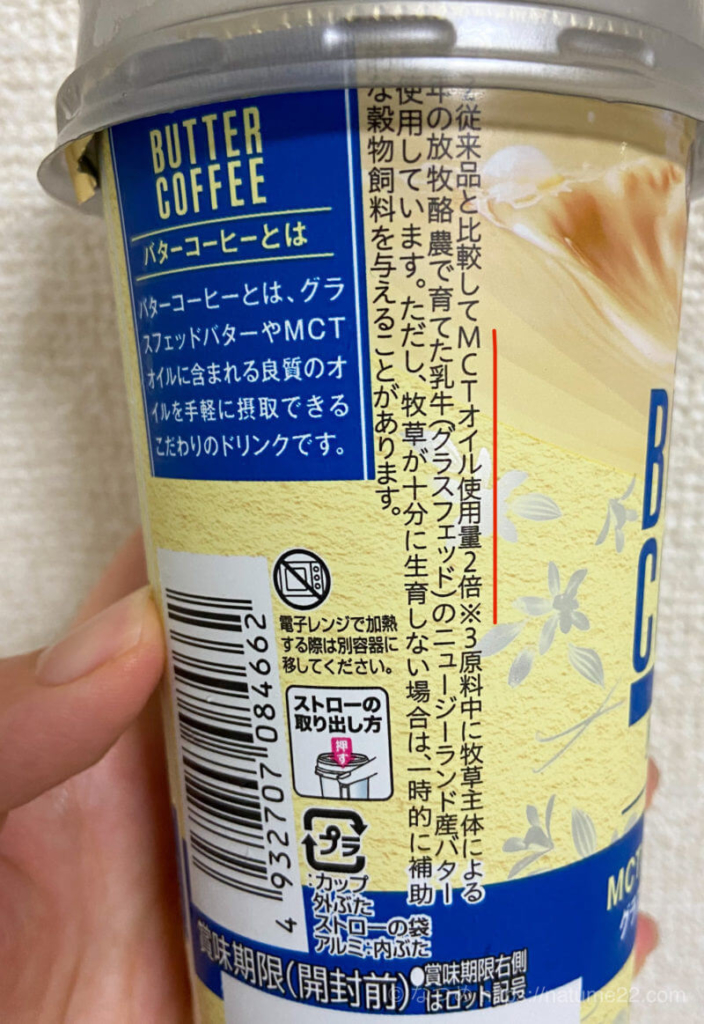 BUTTER
COFFEE
バターコーヒーとは
バターコーヒーとは、グラ
スフェッドバターやMCT
オイルに含まれる良質のオ
イルを手軽に摂取できる
こだわりのドリンクです。
従来品と比較してMCTオイル使用量2倍※3原料中に牧草主体による
年の放牧酪農で育てた乳牛(グラスフェッド)のニュージーランド産バター
使用しています。ただし、牧草が十分に生育しない場合は、一時的に補助
な穀物飼料を与えることがあります。
電子レンジで加熱
する際は別容器に
移してください。
ストローの
取り出し方
押す
プラ
:カップ
外ぶた
ストローの袋
アルミ:内ぶた
4 932707 084662
賞味期限(開封前)
●賞味期限右側
はロット記号
B
C
MC
グ
natume22.com